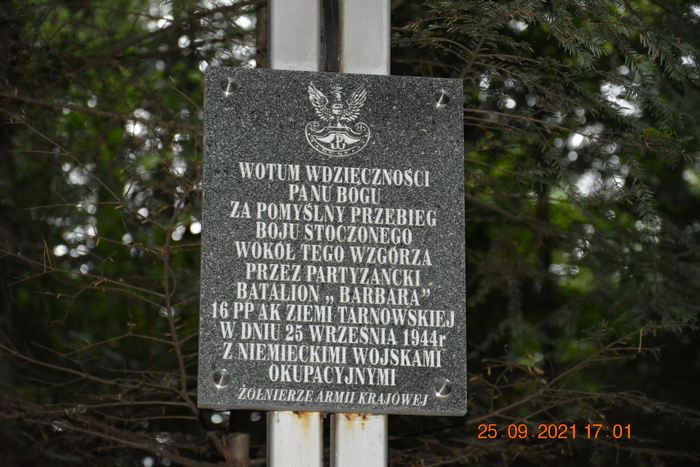 WOTUM WDZIECZNOŚCI
PANU BOGU
ZA POMYŚLNY PRZEBIEG
BOJU STOCZONEGO
WOKÓŁ TEGO WZGÓRZA
PRZEZ PARTYZANCKI
BATALION „ BARBARA”
16 PP AK ZIEMI TARNOWSKIEJ
W DNIU 25 WRZEŚNIA 1944r
Z NIEMIECKIMI WOJSKAMI
OKUPACYJNYMI
ŻOŁNIERZE ARMII KRAJOWEJ
25.09.2021 17:01